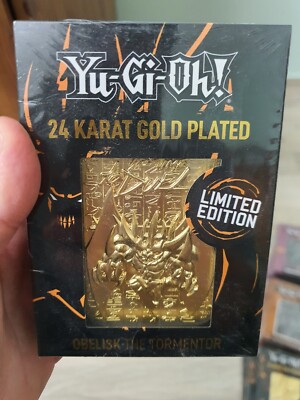 Yu-Gi-Oh!
24 KARAT GOLD PLATED
LIMITED
EDITION
OBELISK THE TORMENTOR